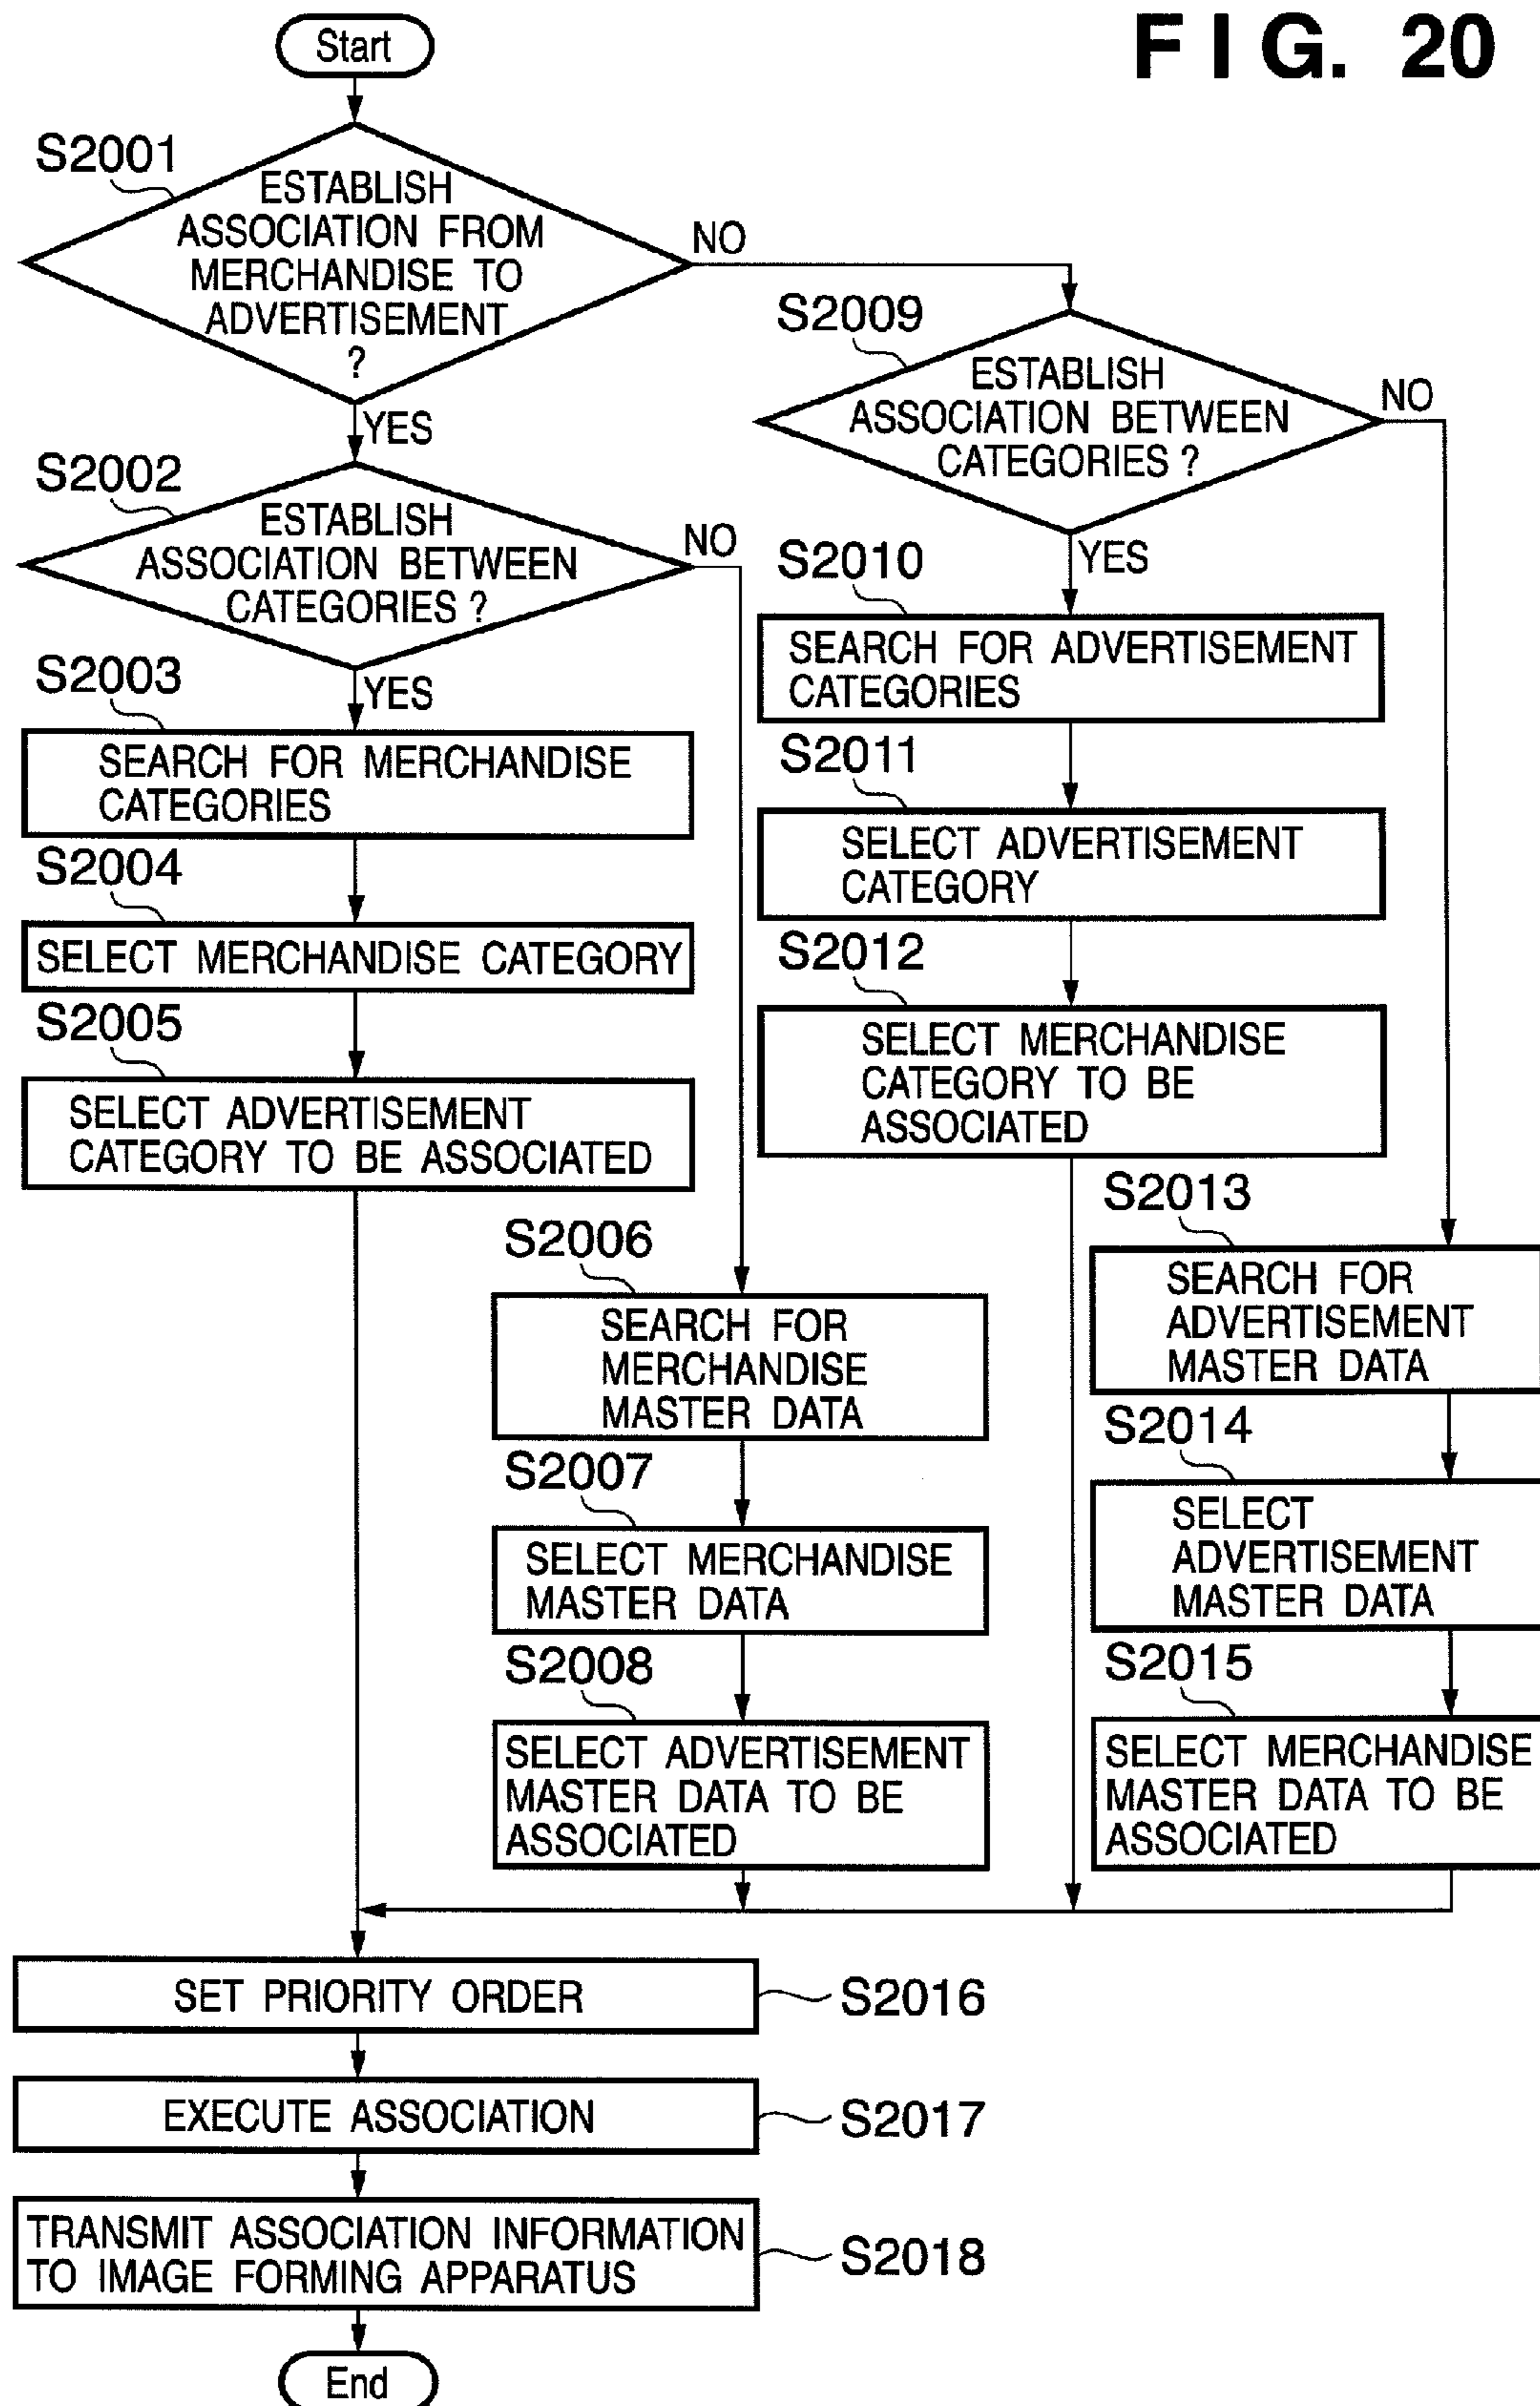 FIG. 20
Start
S2001
ESTABLISH
ASSOCIATION FROM
MERCHANDISE TO
ADVERTISEMENT
?
NO
YES
S2002
ESTABLISH
ASSOCIATION BETWEEN
CATEGORIES ?
NO
YES
S2003
SEARCH FOR MERCHANDISE
CATEGORIES
S2004
SELECT MERCHANDISE CATEGORY
S2005
SELECT ADVERTISEMENT
CATEGORY TO BE ASSOCIATED
S2006
SEARCH FOR
MERCHANDISE
MASTER DATA
S2007
SELECT MERCHANDISE
MASTER DATA
S2008
SELECT ADVERTISEMENT
MASTER DATA TO BE
ASSOCIATED
S2009
ESTABLISH
ASSOCIATION BETWEEN
CATEGORIES ?
NO
YES
S2010
SEARCH FOR ADVERTISEMENT
CATEGORIES
S2011
SELECT ADVERTISEMENT
CATEGORY
S2012
SELECT MERCHANDISE
CATEGORY TO BE
ASSOCIATED
S2013
SEARCH FOR
ADVERTISEMENT
MASTER DATA
S2014
SELECT
ADVERTISEMENT
MASTER DATA
S2015
SELECT MERCHANDISE
MASTER DATA TO BE
ASSOCIATED
SET PRIORITY ORDER
S2016
EXECUTE ASSOCIATION
S2017
TRANSMIT ASSOCIATION INFORMATION
TO IMAGE FORMING APPARATUS
S2018
End